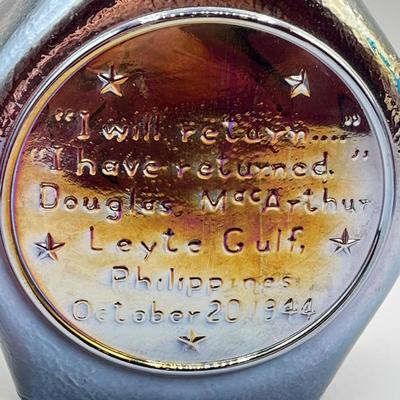 "I will return...."
"I have returned."
Douglas MacArthur
Leyte Gulf,
Philippines
October 20 1944